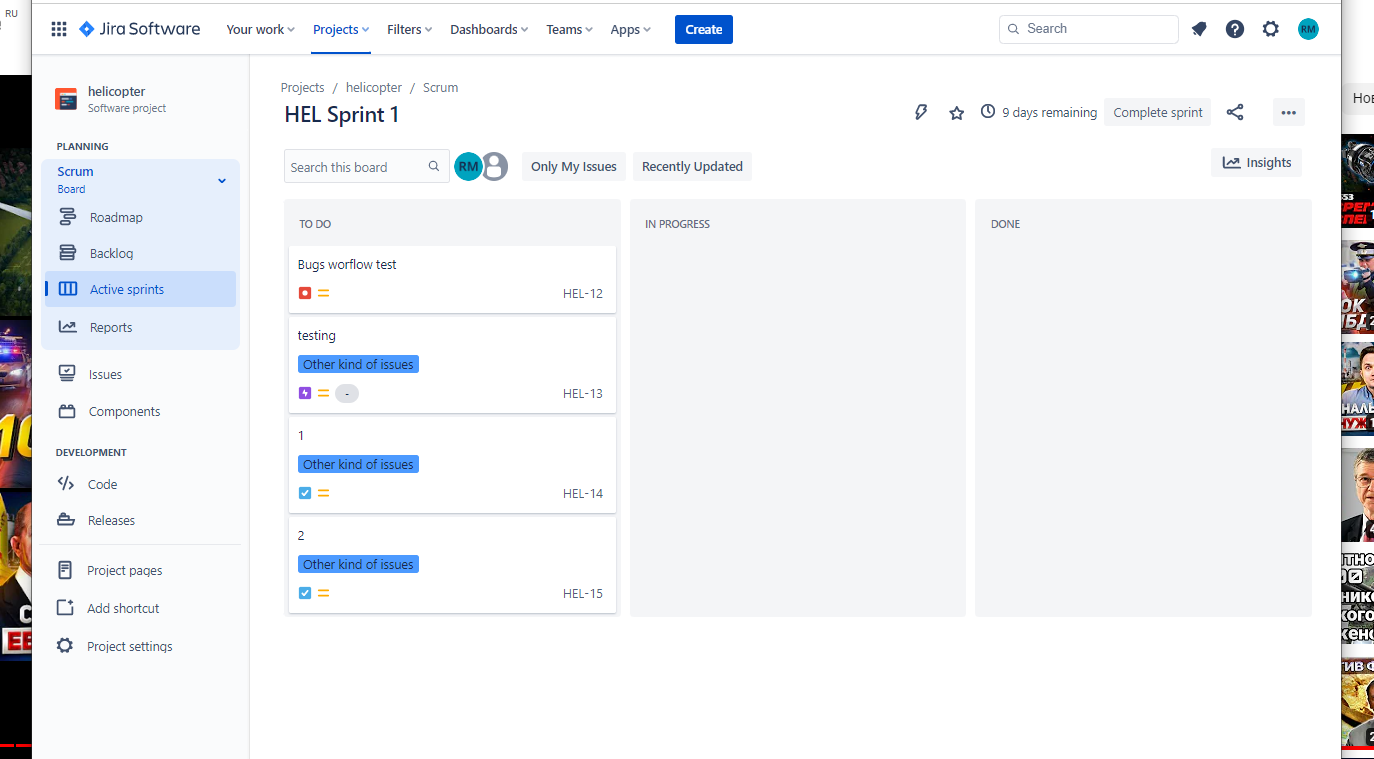 RU
Jira Software
Your work
Projects
Filters
Dashboards
Teams
Apps
Create
Search
RM
helicopter
Software project
PLANNING
Scrum
Board
Roadmap
Backlog
Active sprints
Reports
Issues
Components
DEVELOPMENT
Code
Releases
Project pages
Add shortcut
Project settings
Projects / helicopter / Scrum
HEL Sprint 1
9 days remaining
Complete sprint
Search this board
RM
Only My Issues
Recently Updated
Insights
TO DO
Bugs worflow test
HEL-12
testing
Other kind of issues
-
HEL-13
1
Other kind of issues
HEL-14
2
Other kind of issues
HEL-15
IN PROGRESS
DONE